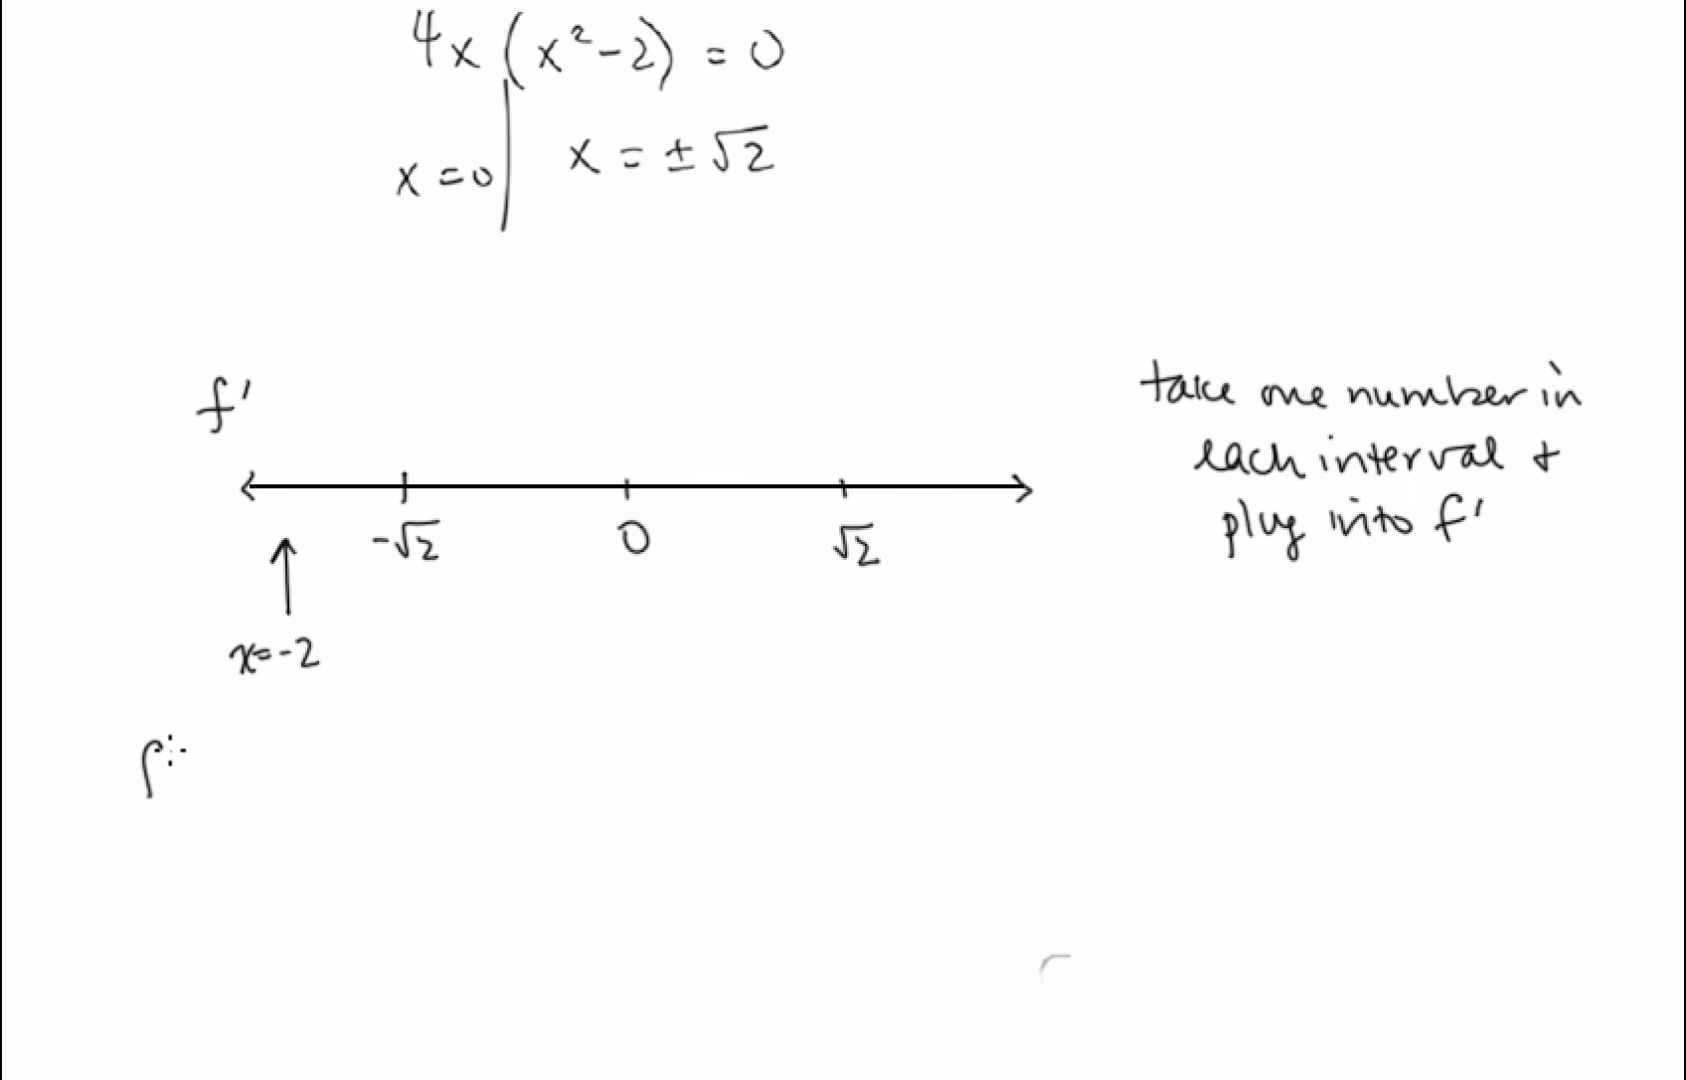 4x (x² - 2) = 0
x = 0 | x = ±√2
f'
take one number in
each interval +
plug into f'
-√2 0 √2
x = -2